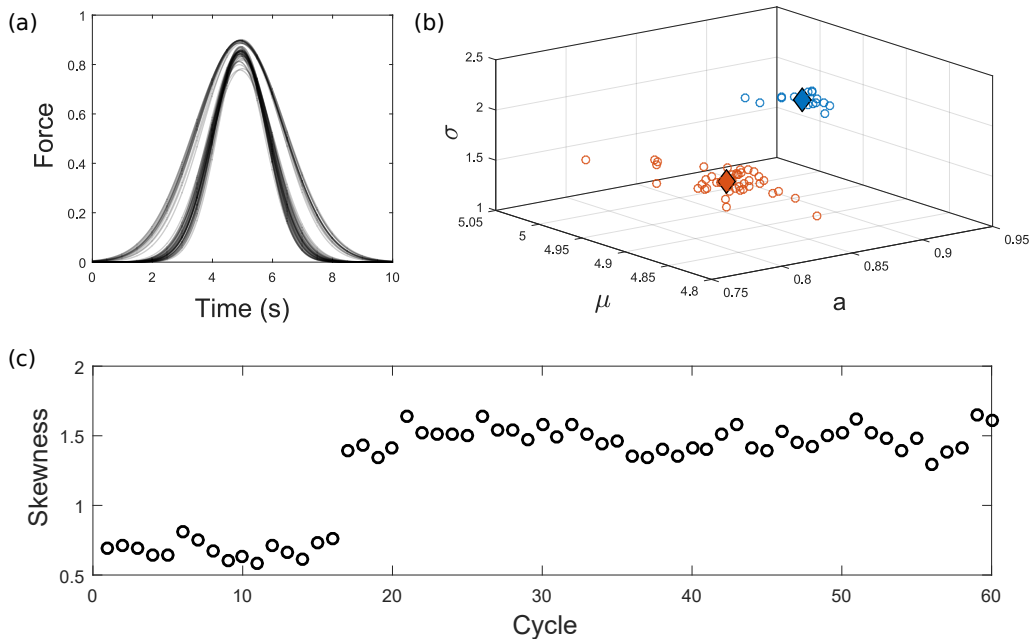 (a)
1
0.8
0.6
0.4
0.2
0
Force
0 2 4 6 8 10
Time (s)
(b)
2.5
2
1.5
1
σ
5.05 5 4.95 4.9 4.85 4.8
μ
0.75 0.8 0.85 0.9 0.95
a
(c)
2
1.5
1
0.5
Skewness
0 10 20 30 40 50 60
Cycle